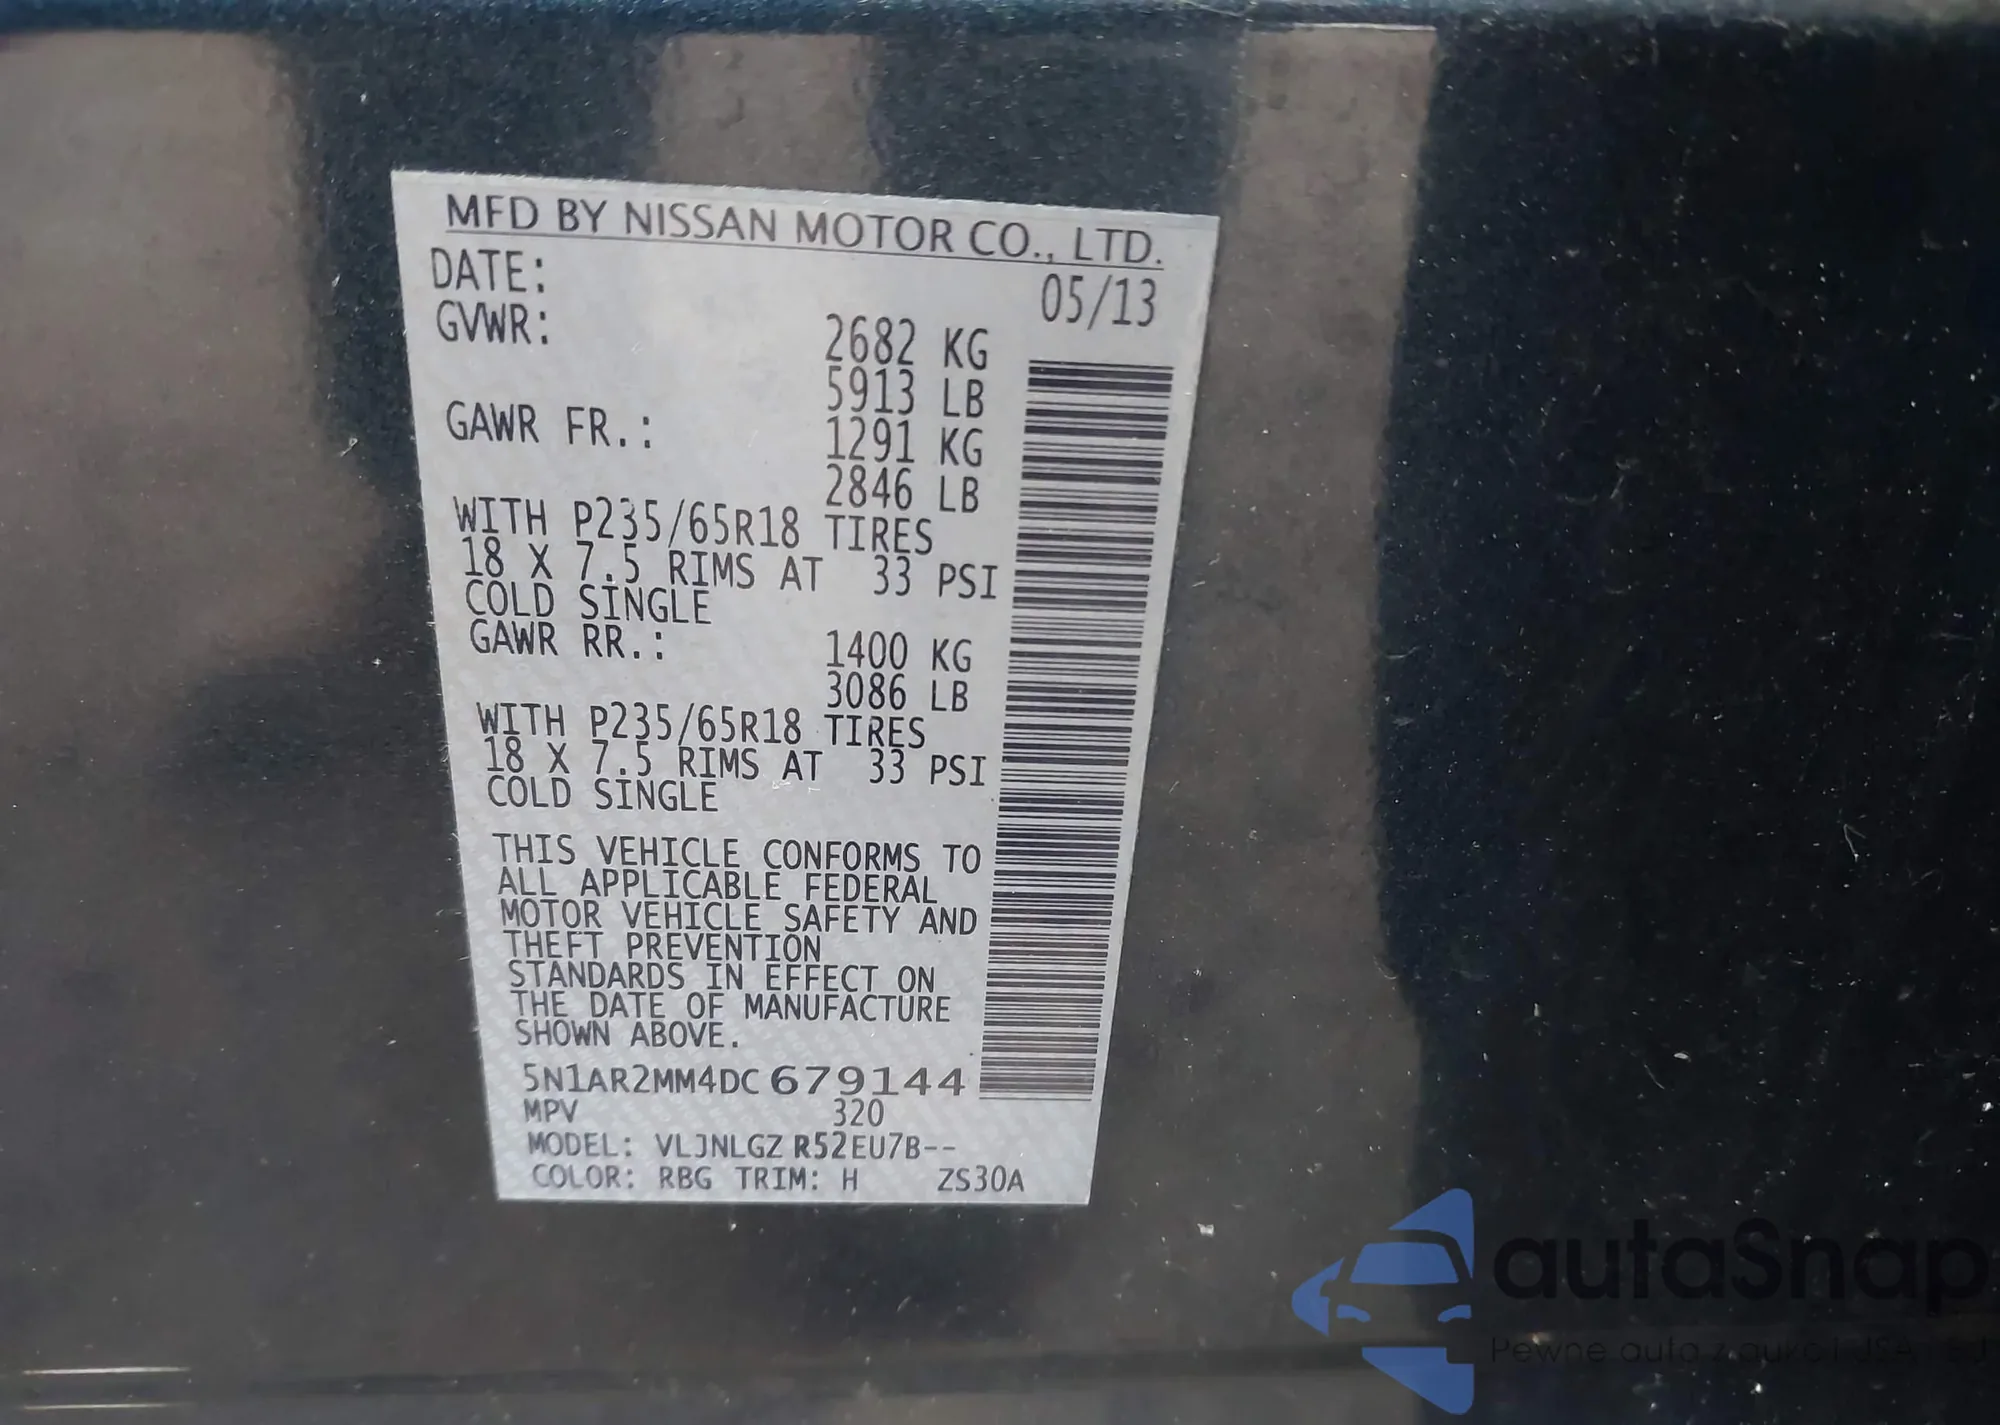 MFD BY NISSAN MOTOR CO., LTD.
DATE: 05/13
GVWR: 2682 KG
5913 LB
GAWR FR.: 1291 KG
2846 LB
WITH P235/65R18 TIRES
18 X 7.5 RIMS AT 33 PSI
COLD SINGLE
GAWR RR.: 1400 KG
3086 LB
WITH P235/65R18 TIRES
18 X 7.5 RIMS AT 33 PSI
COLD SINGLE
THIS VEHICLE CONFORMS TO
ALL APPLICABLE FEDERAL
MOTOR VEHICLE SAFETY AND
THEFT PREVENTION
STANDARDS IN EFFECT ON
THE DATE OF MANUFACTURE
SHOWN ABOVE.
5N1AR2MM4DC679144
MPV 320
MODEL: VLJNLGZ R52EU7B--
COLOR: RBG TRIM: H ZS30A
autaSnap
Pewne auta z aukcji